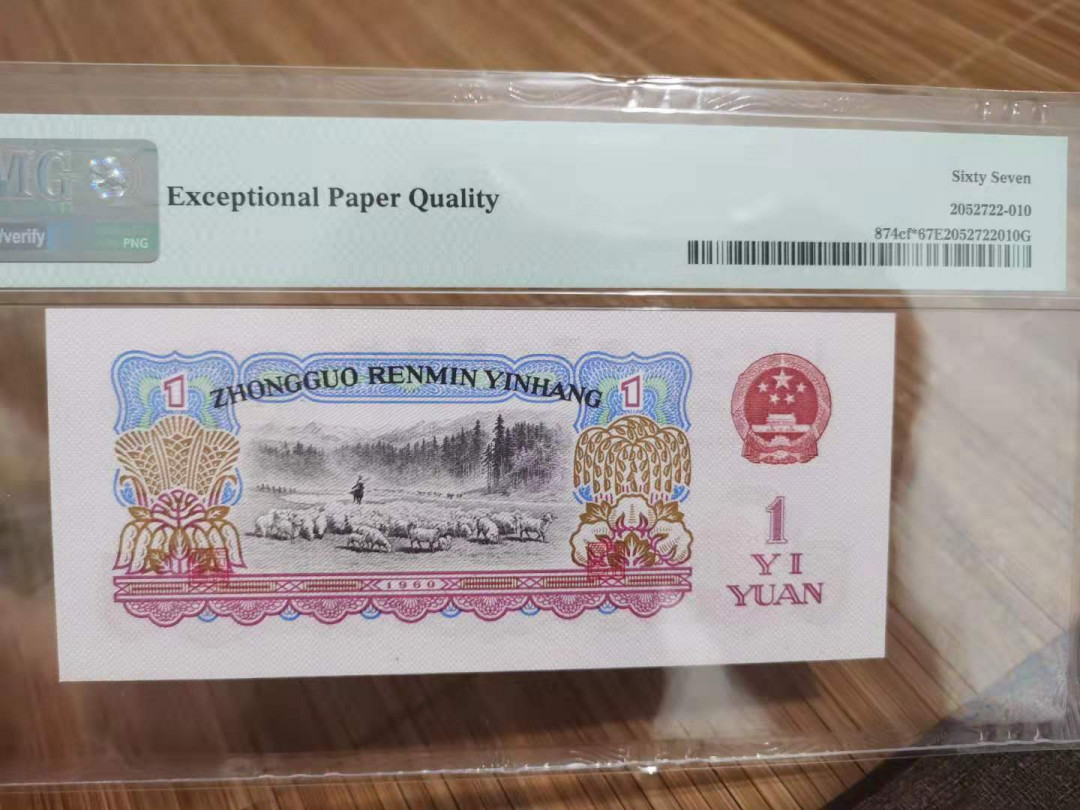 MG
/verify
PNG
Exceptional Paper Quality
Sixty Seven
2052722-010
874cf*67E2052722010G
1
ZHONGGUO RENMIN YINHANG
1
1960
1
YI
YUAN